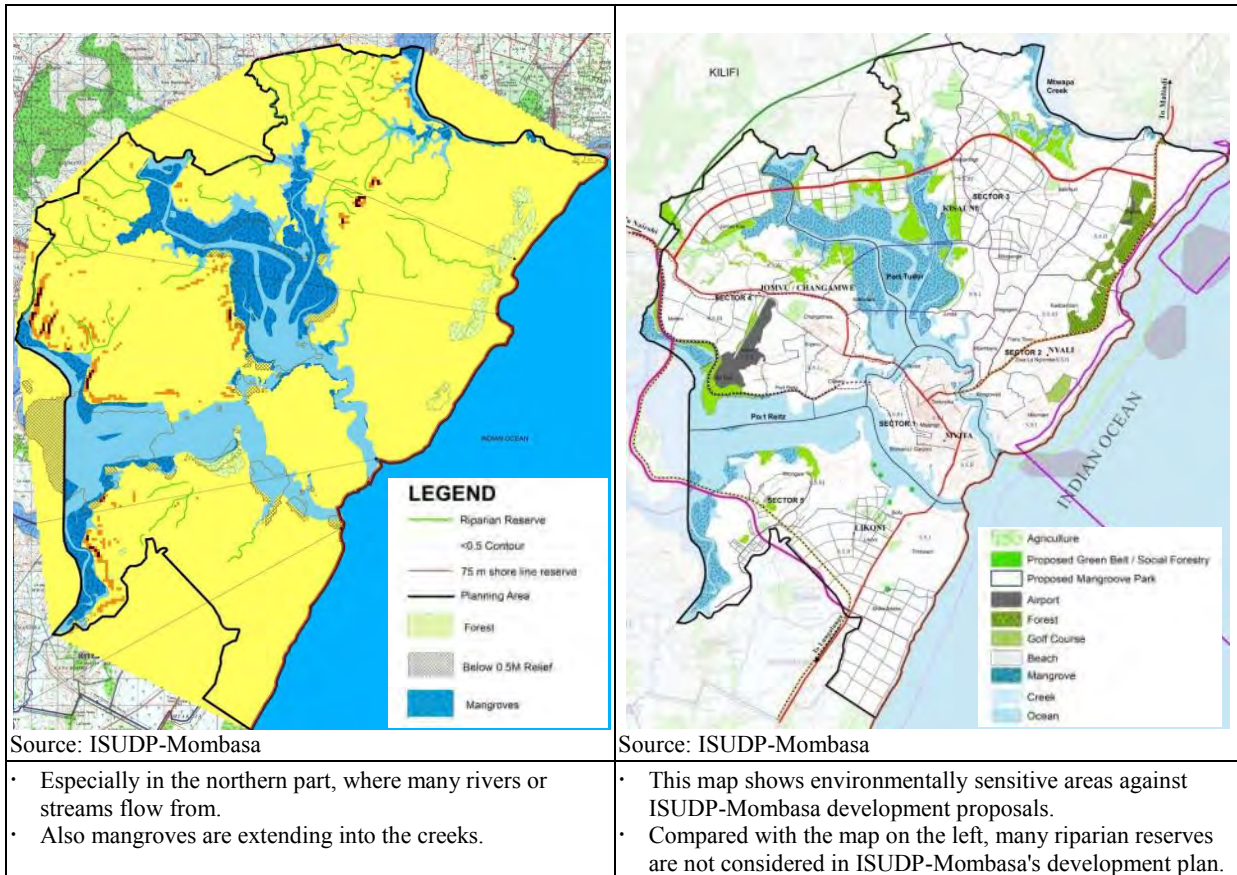 INDIAN OCEAN
LEGEND
Riparian Reserve
<0.5 Contour
75 m shore line reserve
Planning Area
Forest
Below 0.5M Relief
Mangroves
Source: ISUDP-Mombasa
· Especially in the northern part, where many rivers or
streams flow from.
· Also mangroves are extending into the creeks.
KILIFI
Mtwapa
Creek
To Malindi
To Nairobi
SECTOR 3
KISAUNI
Port Tudor
JOMVU / CHANGAMWE
SECTOR 4
Changamwe
SECTOR 2
NYALI
Port Reitz
Port Reitz
SECTOR 1
MVITA
SECTOR 5
LIKONI
INDIAN OCEAN
Agriculture
Proposed Green Belt / Social Forestry
Proposed Mangroove Park
Airport
Forest
Golf Course
Beach
Mangrove
Creek
Ocean
Source: ISUDP-Mombasa
· This map shows environmentally sensitive areas against
ISUDP-Mombasa development proposals.
· Compared with the map on the left, many riparian reserves
are not considered in ISUDP-Mombasa's development plan.